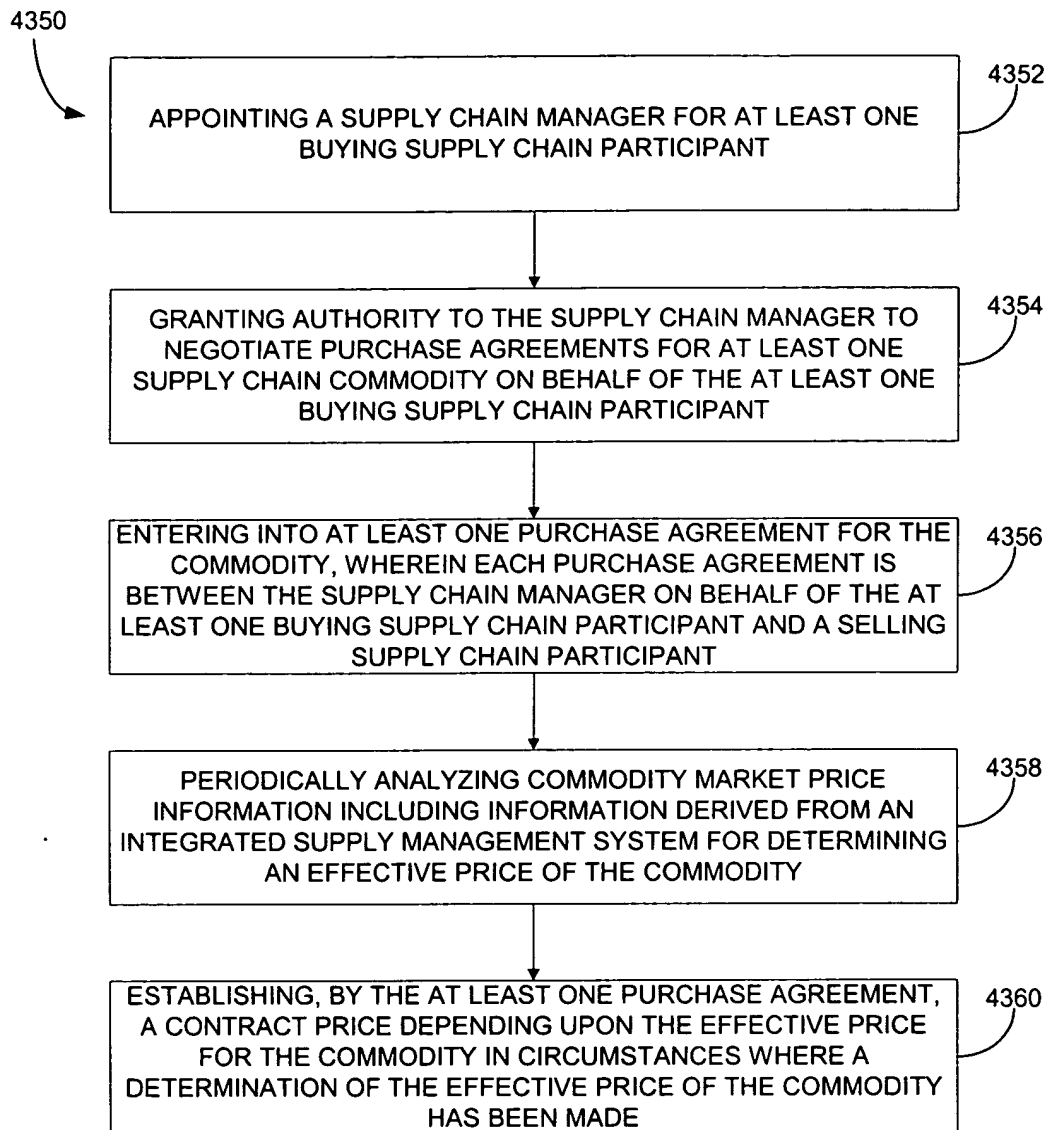 4350
APPOINTING A SUPPLY CHAIN MANAGER FOR AT LEAST ONE
BUYING SUPPLY CHAIN PARTICIPANT
4352
GRANTING AUTHORITY TO THE SUPPLY CHAIN MANAGER TO
NEGOTIATE PURCHASE AGREEMENTS FOR AT LEAST ONE
SUPPLY CHAIN COMMODITY ON BEHALF OF THE AT LEAST ONE
BUYING SUPPLY CHAIN PARTICIPANT
4354
ENTERING INTO AT LEAST ONE PURCHASE AGREEMENT FOR THE
COMMODITY, WHEREIN EACH PURCHASE AGREEMENT IS
BETWEEN THE SUPPLY CHAIN MANAGER ON BEHALF OF THE AT
LEAST ONE BUYING SUPPLY CHAIN PARTICIPANT AND A SELLING
SUPPLY CHAIN PARTICIPANT
4356
PERIODICALLY ANALYZING COMMODITY MARKET PRICE
INFORMATION INCLUDING INFORMATION DERIVED FROM AN
INTEGRATED SUPPLY MANAGEMENT SYSTEM FOR DETERMINING
AN EFFECTIVE PRICE OF THE COMMODITY
4358
ESTABLISHING, BY THE AT LEAST ONE PURCHASE AGREEMENT,
A CONTRACT PRICE DEPENDING UPON THE EFFECTIVE PRICE
FOR THE COMMODITY IN CIRCUMSTANCES WHERE A
DETERMINATION OF THE EFFECTIVE PRICE OF THE COMMODITY
HAS BEEN MADE
4360